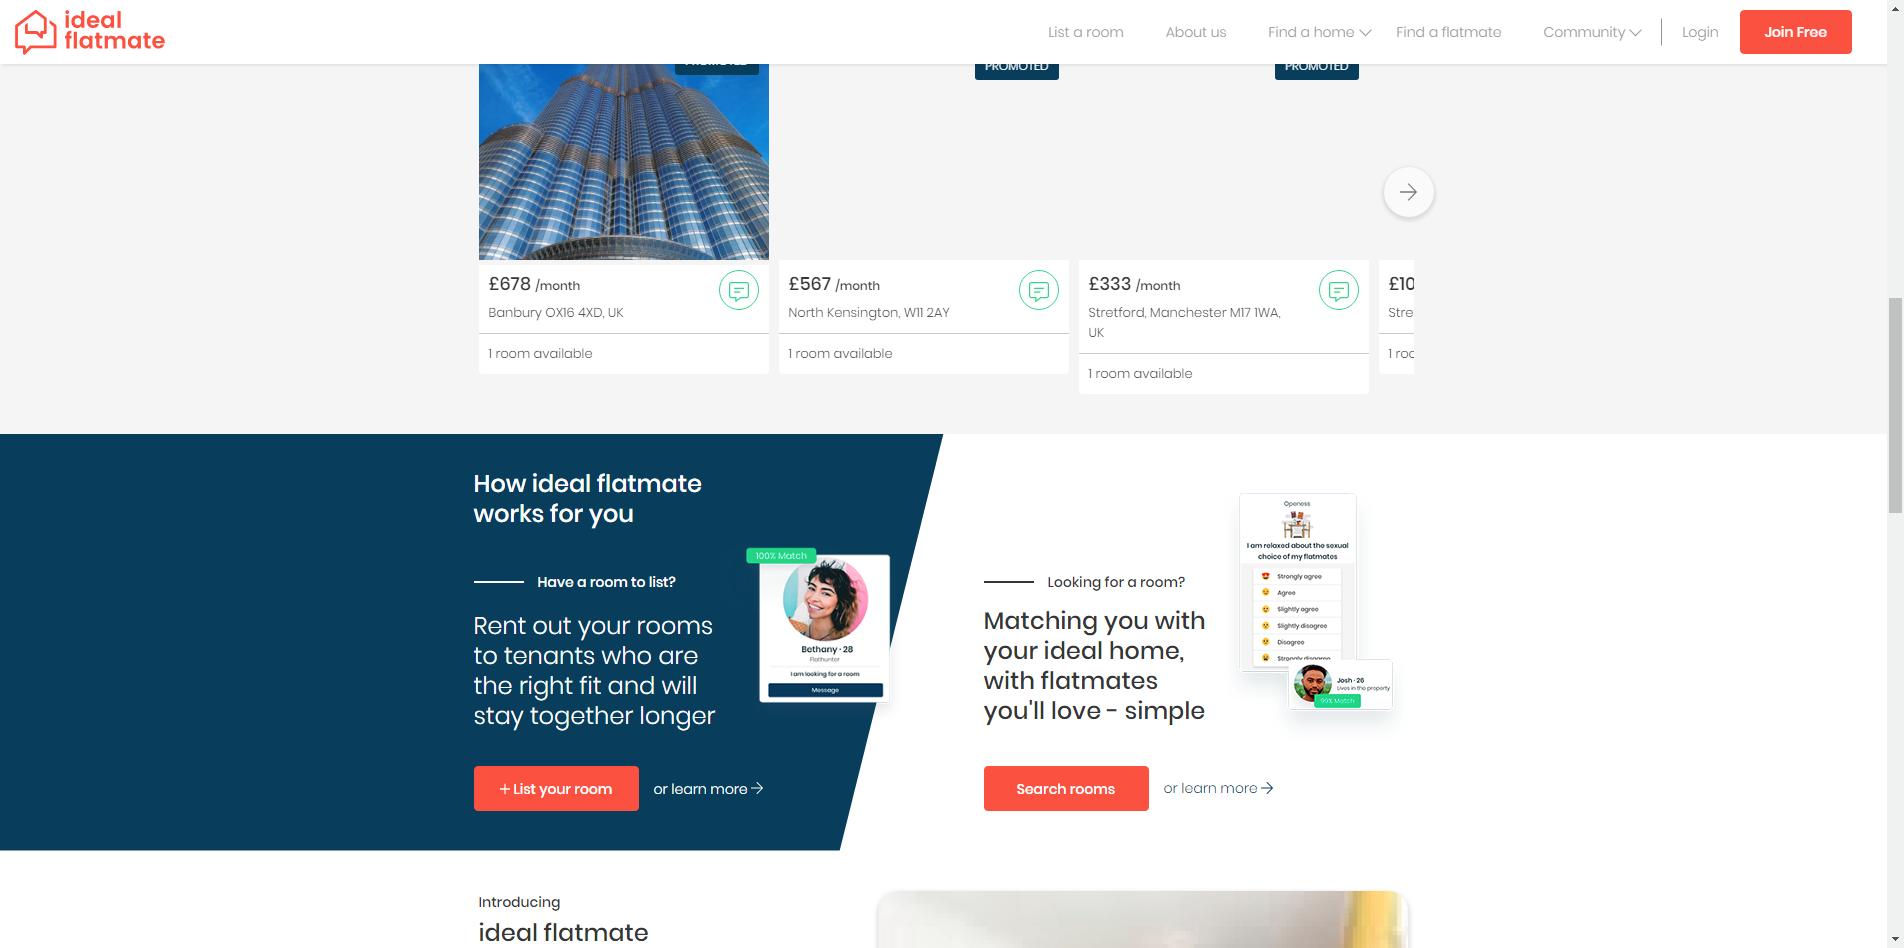 ideal
flatmate
List a room
About us
Find a home
Find a flatmate
Community
Login
Join Free
PROMOTED
PROMOTED
£678 /month
Banbury OX16 4XD, UK
1 room available
£567 /month
North Kensington, W11 2AY
1 room available
£333 /month
Stretford, Manchester M17 1WA,
UK
1 room available
£10
Stre
1 roo
How ideal flatmate
works for you
Have a room to list?
Rent out your rooms
to tenants who are
the right fit and will
stay together longer
+ List your room
or learn more
100% Match
Bethany · 28
Flathunter
I am looking for a room
Message
Looking for a room?
Matching you with
your ideal home,
with flatmates
you'll love - simple
Search rooms
or learn more
Openess
I am relaxed about the sexual
choice of my flatmates
Strongly agree
Agree
Slightly agree
Slightly disagree
Disagree
Strongly disagree
Josh · 26
Lives in the property
99% Match
Introducing
ideal flatmate